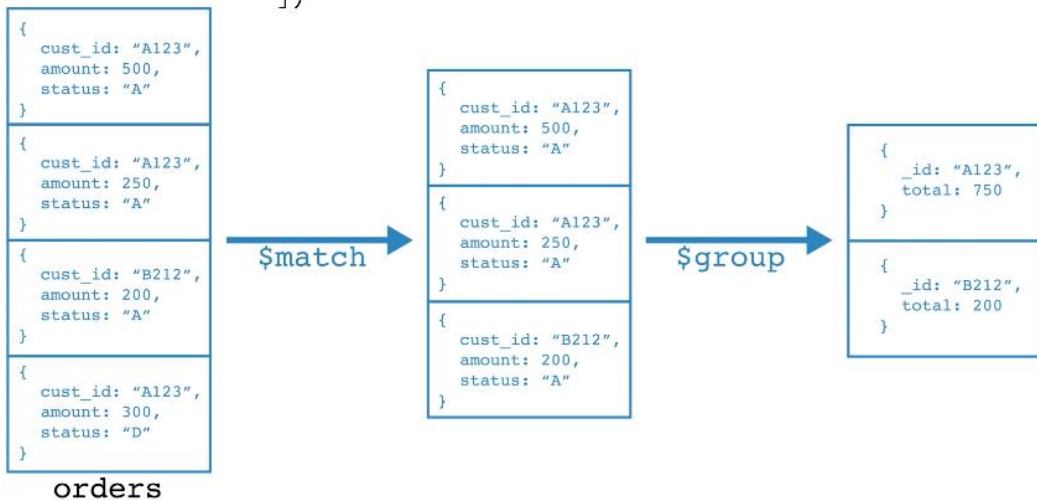 ])
{
cust_id: “A123”,
amount: 500,
status: “A”
}
{
cust_id: “A123”,
amount: 250,
status: “A”
}
{
cust_id: “B212”,
amount: 200,
status: “A”
}
{
cust_id: “A123”,
amount: 300,
status: “D”
}
orders
$match
{
cust_id: “A123”,
amount: 500,
status: “A”
}
{
cust_id: “A123”,
amount: 250,
status: “A”
}
{
cust_id: “B212”,
amount: 200,
status: “A”
}
$group
{
_id: “A123”,
total: 750
}
{
_id: “B212”,
total: 200
}